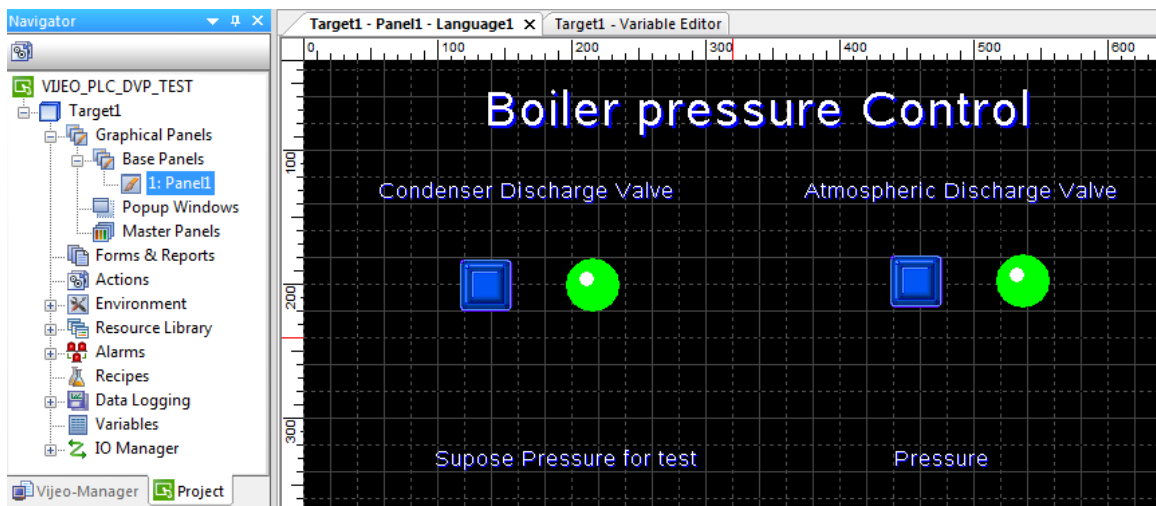 Navigator
VIJEO_PLC_DVP_TEST
Target1
Graphical Panels
Base Panels
1: Panel1
Popup Windows
Master Panels
Forms & Reports
Actions
Environment
Resource Library
Alarms
Recipes
Data Logging
Variables
IO Manager
Vijeo-Manager
Project
Target1 - Panel1 - Language1
Target1 - Variable Editor
0 100 200 300 400 500 600
100
200
300
Boiler pressure Control
Condenser Discharge Valve
Atmospheric Discharge Valve
Supose Pressure for test
Pressure